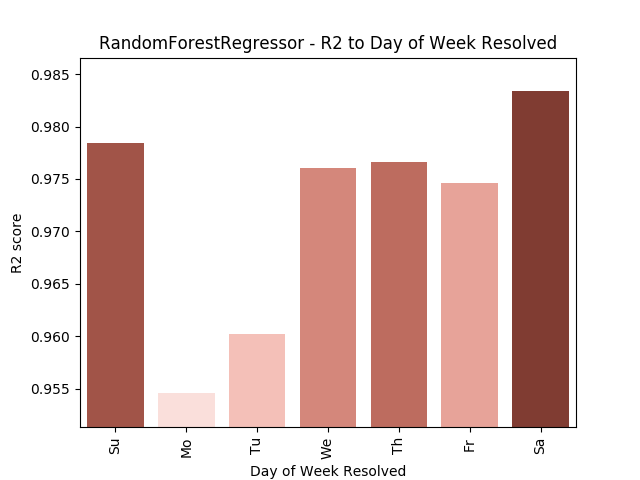 RandomForestRegressor - R2 to Day of Week Resolved
0.985
0.980
0.975
0.970
0.965
0.960
0.955
R2 score
Su
Mo
Tu
We
Th
Fr
Sa
Day of Week Resolved